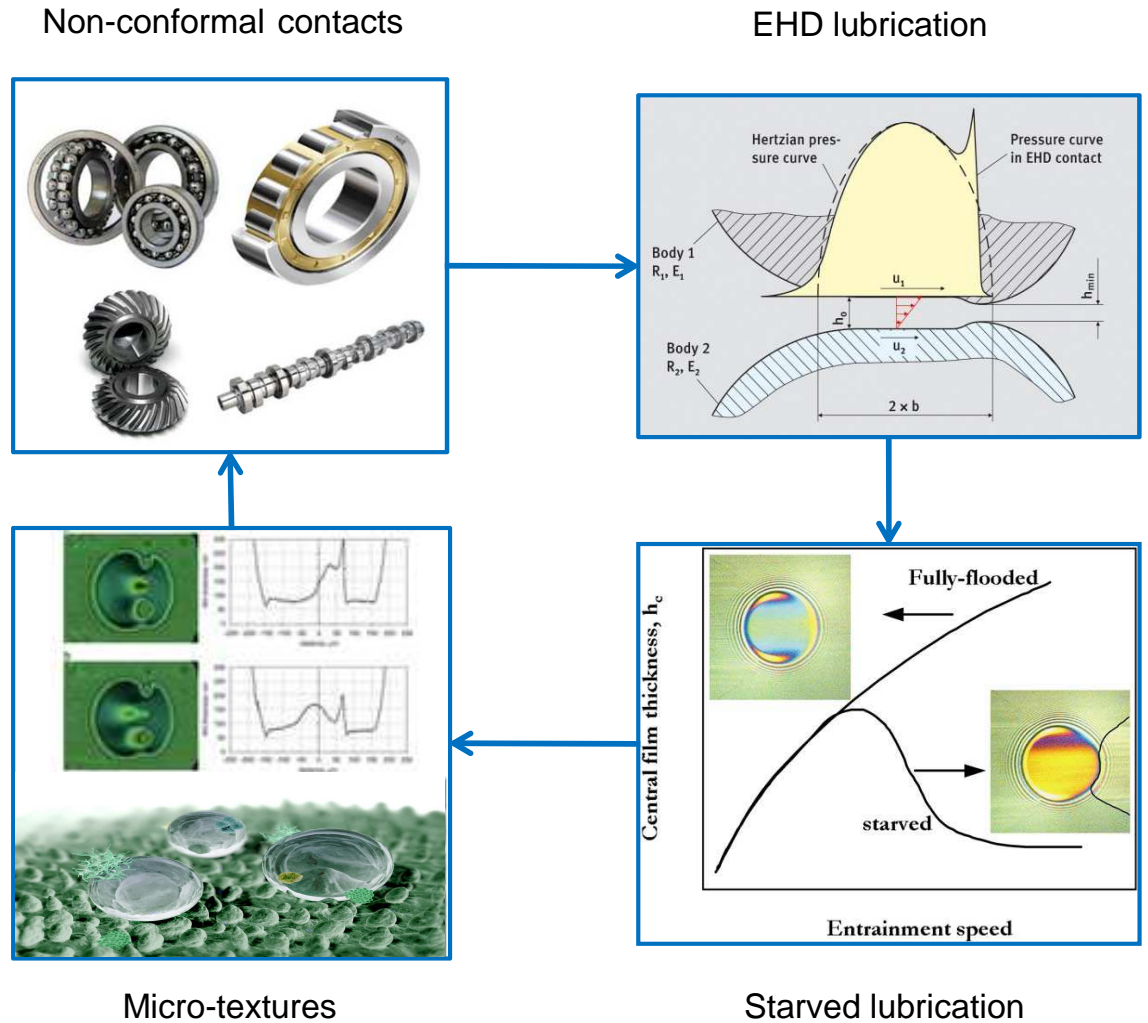 Non-conformal contacts
EHD lubrication
Hertzian pres-
sure curve
Pressure curve
in EHD contact
Body 1
R₁, E₁
u₁
h₀
hmin
u₂
Body 2
R₂, E₂
2 × b
Fully-flooded
starved
Central film thickness, hc
Entrainment speed
Micro-textures
Starved lubrication